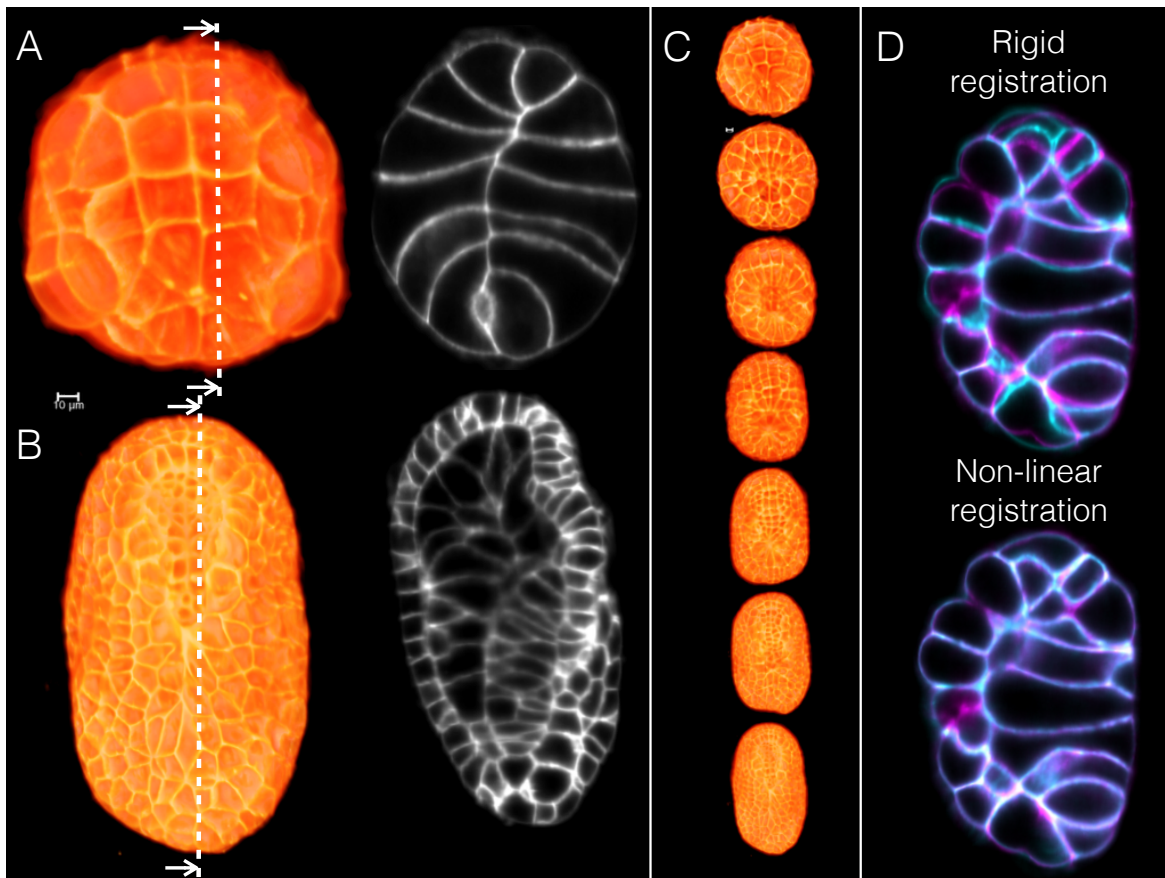 A
10 µm
B
C
D
Rigid
registration
Non-linear
registration